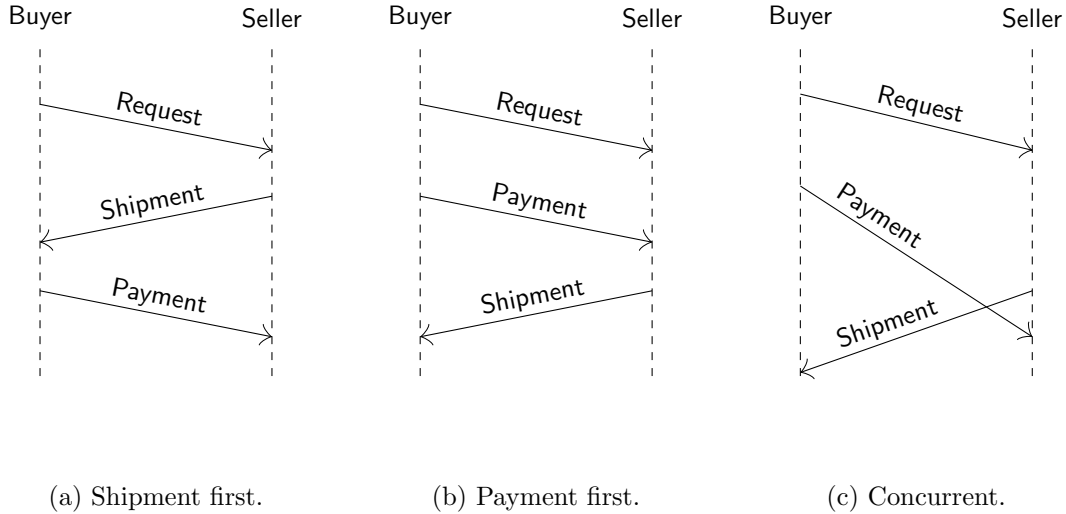 Buyer Seller
Request
Shipment
Payment
(a) Shipment first.
Buyer Seller
Request
Payment
Shipment
(b) Payment first.
Buyer Seller
Request
Payment
Shipment
(c) Concurrent.